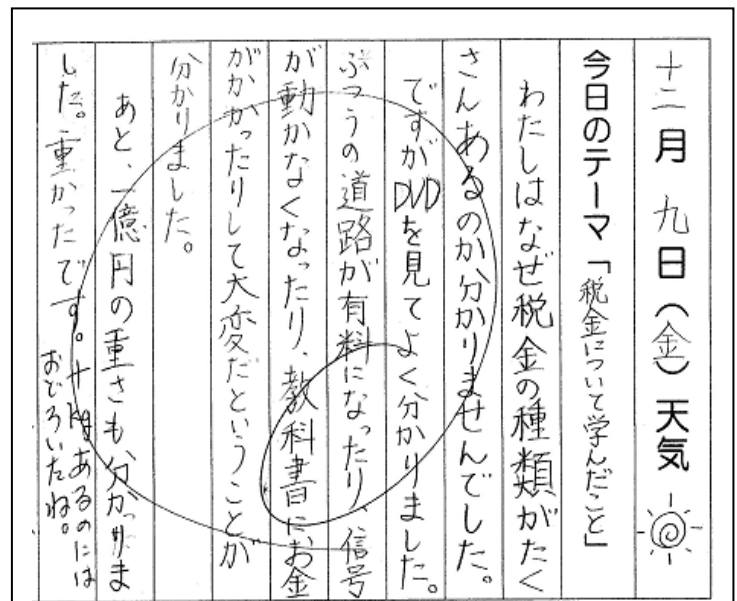 十二月 九日（金）天気
今日のテーマ「税金について学んだこと」
わたしはなぜ税金の種類がたく
さんあるのか分かりませんでした。
ですがDVDを見てよく分かりました。
ふつうの道路が有料になったり、信号
が動かなくなったり、教科書にお金
がかかったりして大変だということが
分かりました。
あと、一億円の重さも分かりま
した。重かったです。
十kgあるのには
おどろいたね。